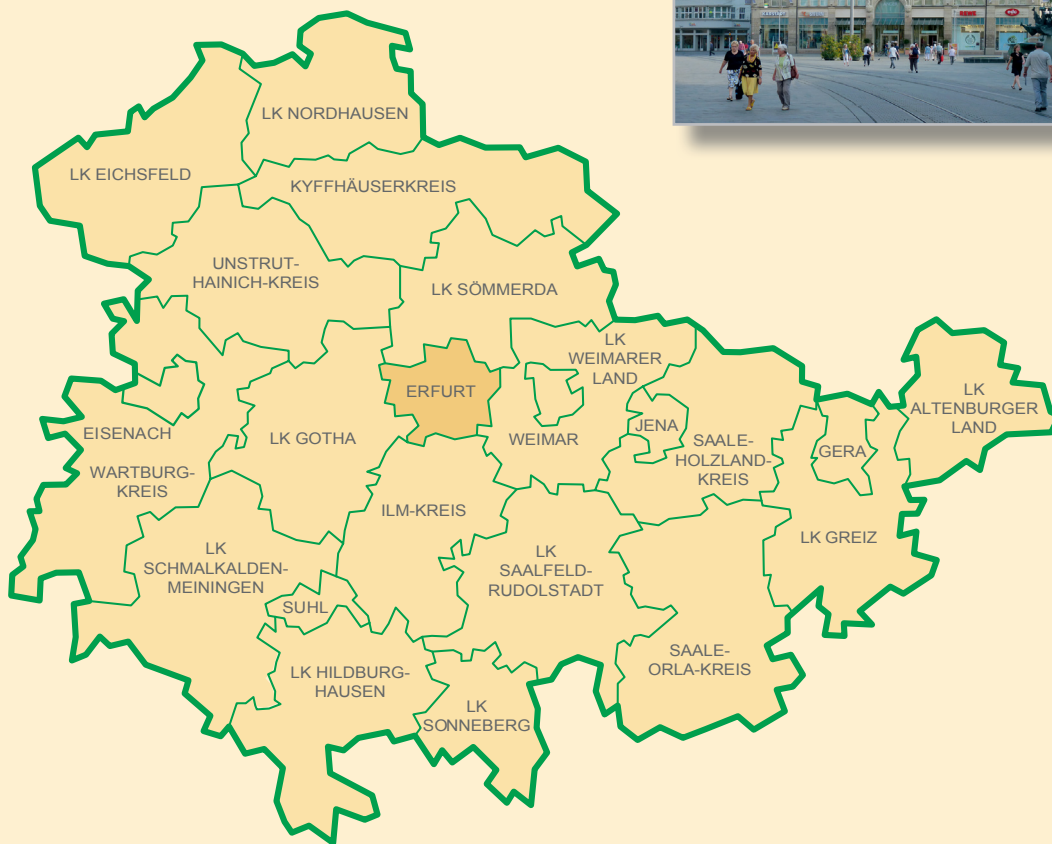 REWE
LK NORDHAUSEN
LK EICHSFELD
KYFFHÄUSERKREIS
UNSTRUT-
HAINICH-KREIS
LK SÖMMERDA
LK
WEIMARER
LAND
ERFURT
LK
ALTENBURGER
LAND
EISENACH
LK GOTHA
WEIMAR
JENA
SAALE-
HOLZLAND-
KREIS
GERA
WARTBURG-
KREIS
ILM-KREIS
LK GREIZ
LK
SCHMALKALDEN-
MEININGEN
LK
SAALFELD-
RUDOLSTADT
SUHL
SAALE-
ORLA-KREIS
LK HILDBURG-
HAUSEN
LK
SONNEBERG